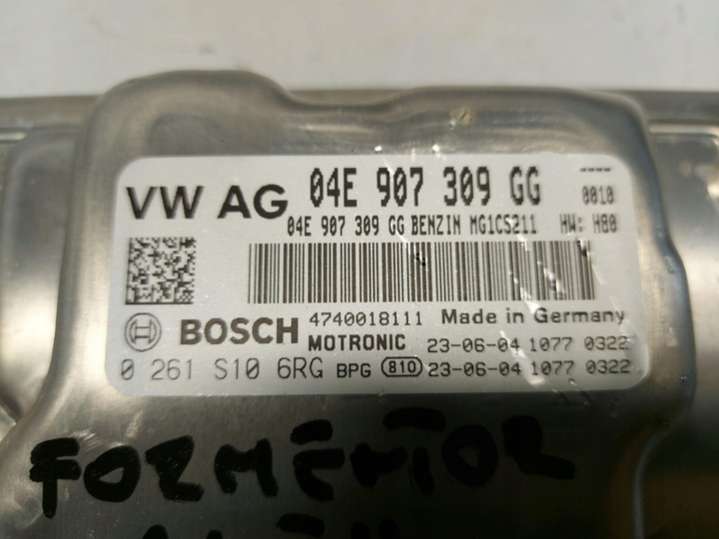 VW AG 04E 907 309 GG ----
0010
04E 907 309 GG BENZIN MG1CS211 HW: H80
BOSCH 4740018111 Made in Germany
MOTRONIC 23-06-04 1077 0322
0 261 S10 6RG BPG 810 23-06-04 1077 0322
FORMENTOR